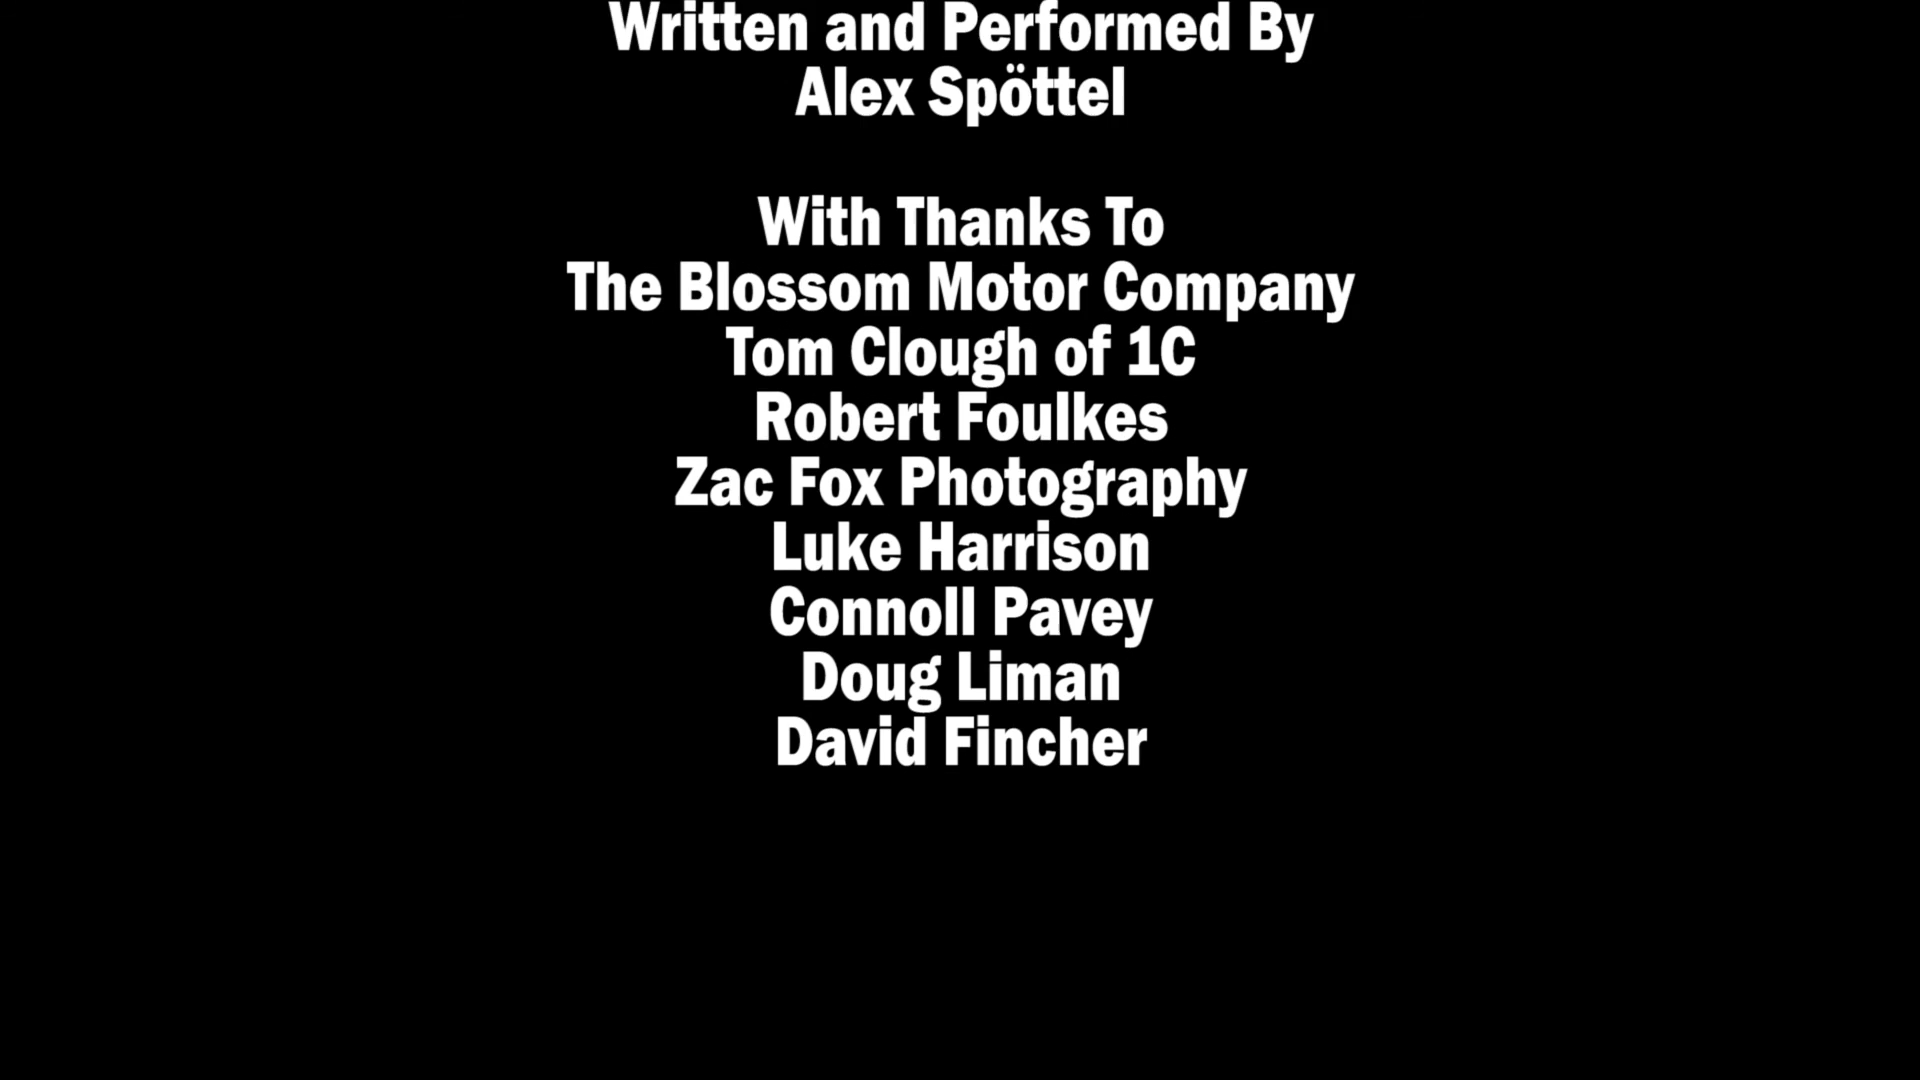 Written and Performed By
Alex Spöttel
With Thanks To
The Blossom Motor Company
Tom Clough of 1C
Robert Foulkes
Zac Fox Photography
Luke Harrison
Connoll Pavey
Doug Liman
David Fincher